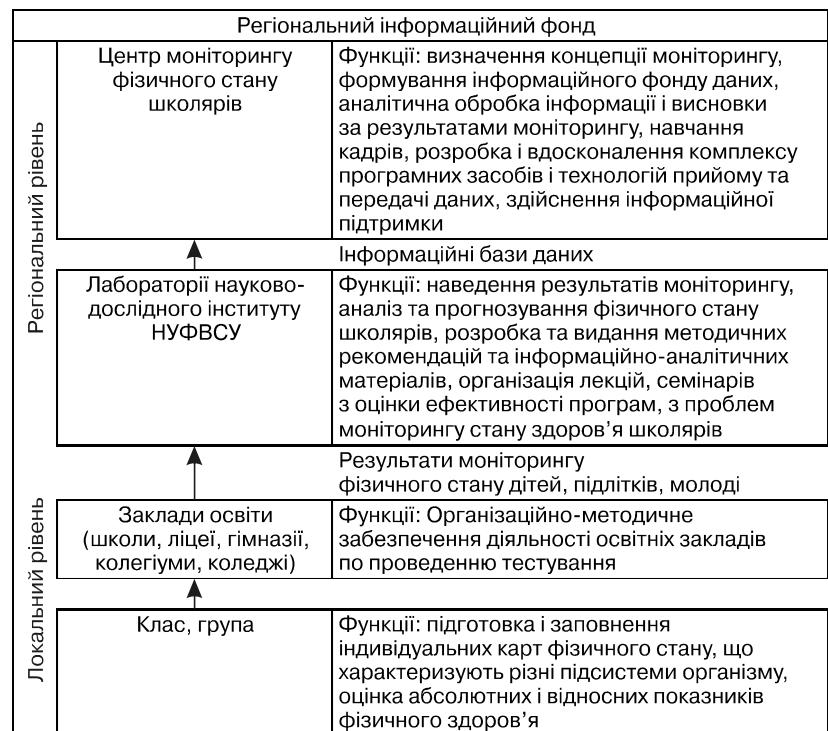 Регіональний інформаційний фонд
Регіональний рівень
Центр моніторингу
фізичного стану
школярів
Функції: визначення концепції моніторингу,
формування інформаційного фонду даних,
аналітична обробка інформації і висновки
за результатами моніторингу, навчання
кадрів, розробка і вдосконалення комплексу
програмних засобів і технологій прийому та
передачі даних, здійснення інформаційної
підтримки
Інформаційні бази даних
Лабораторії науково-
дослідного інституту
НУФВСУ
Функції: наведення результатів моніторингу,
аналіз та прогнозування фізичного стану
школярів, розробка та видання методичних
рекомендацій та інформаційно-аналітичних
матеріалів, організація лекцій, семінарів
з оцінки ефективності програм, з проблем
моніторингу стану здоров’я школярів
Результати моніторингу
фізичного стану дітей, підлітків, молоді
Локальний рівень
Заклади освіти
(школи, ліцеї, гімназії,
колегіуми, коледжі)
Функції: Організаційно-методичне
забезпечення діяльності освітніх закладів
по проведенню тестування
Клас, група
Функції: підготовка і заповнення
індивідуальних карт фізичного стану, що
характеризують різні підсистеми організму,
оцінка абсолютних і відносних показників
фізичного здоров’я